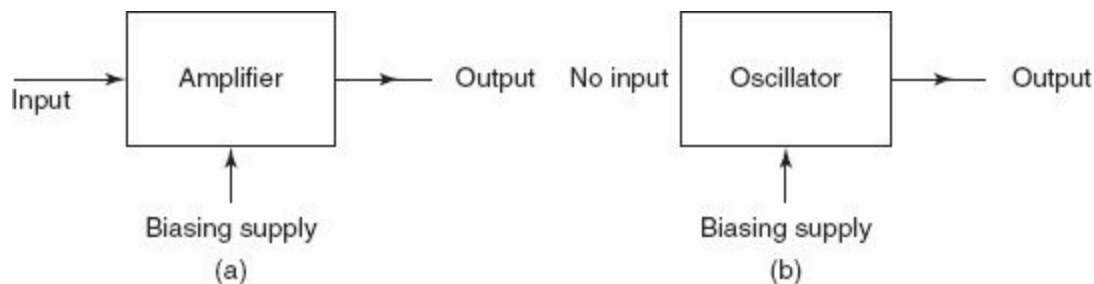 Amplifier
Input
Output
Biasing supply
(a)
No input
Oscillator
Output
Biasing supply
(b)